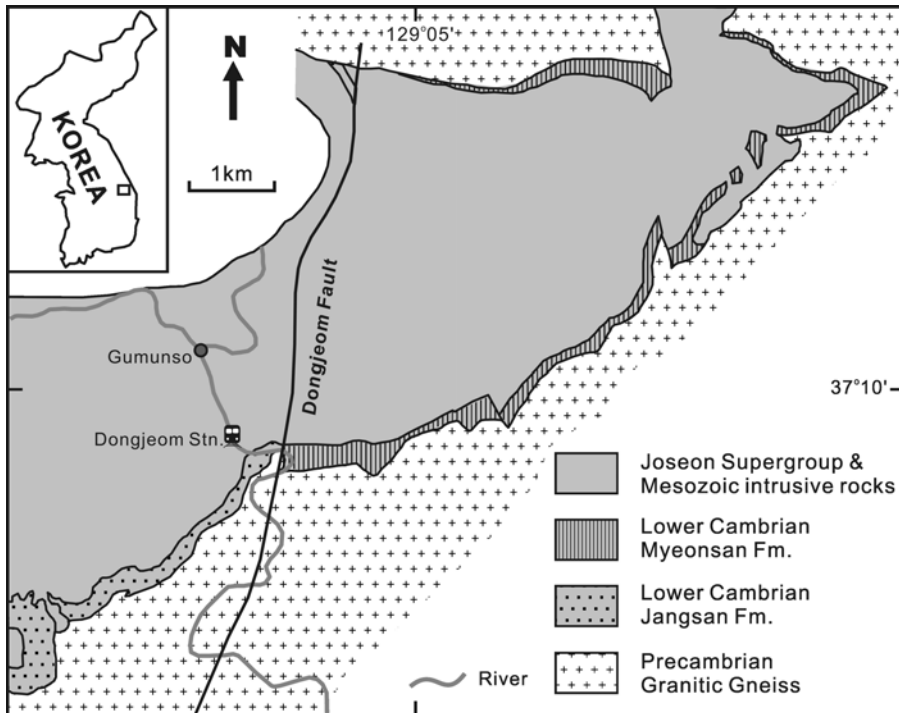 129°05'
N
KOREA
1km
Dongjeom Fault
Gumunso
37°10'
Dongjeom Stn.
Joseon Supergroup &
Mesozoic intrusive rocks
Lower Cambrian
Myeonsan Fm.
Lower Cambrian
Jangsan Fm.
Precambrian
Granitic Gneiss
River